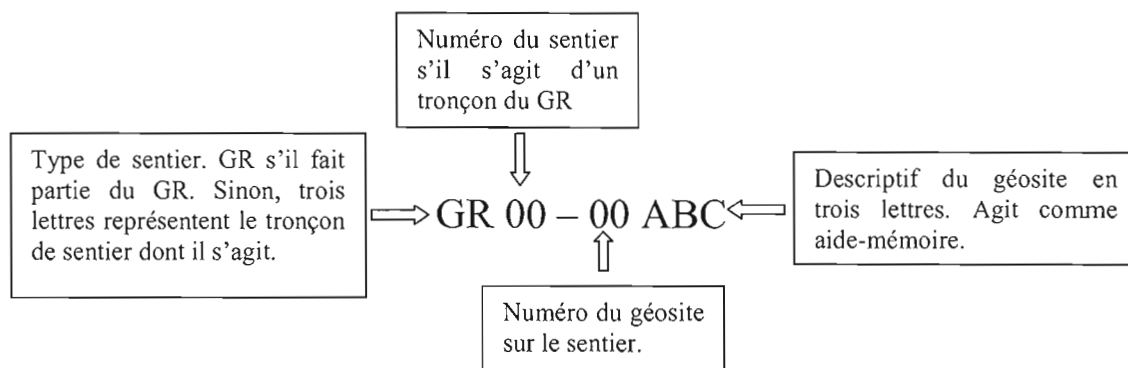 Numéro du sentier
s'il s'agit d'un
tronçon du GR
Type de sentier. GR s'il fait
partie du GR. Sinon, trois
lettres représentent le tronçon
de sentier dont il s'agit.
GR 00 – 00 ABC
Descriptif du géosite en
trois lettres. Agit comme
aide-mémoire.
Numéro du géosite
sur le sentier.